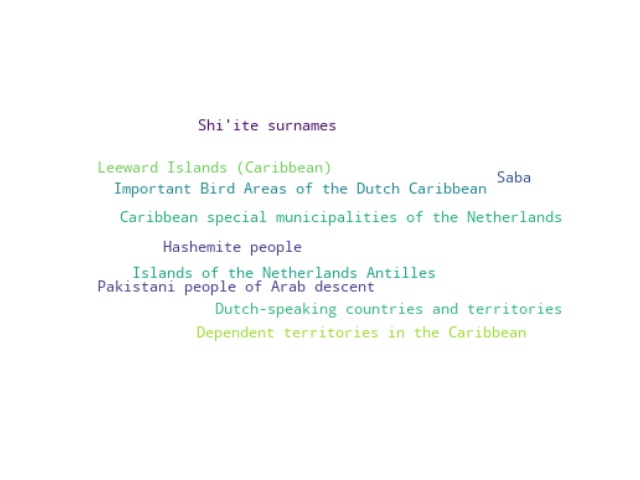 Shi'ite surnames
Leeward Islands (Caribbean)
Saba
Important Bird Areas of the Dutch Caribbean
Caribbean special municipalities of the Netherlands
Hashemite people
Islands of the Netherlands Antilles
Pakistani people of Arab descent
Dutch-speaking countries and territories
Dependent territories in the Caribbean